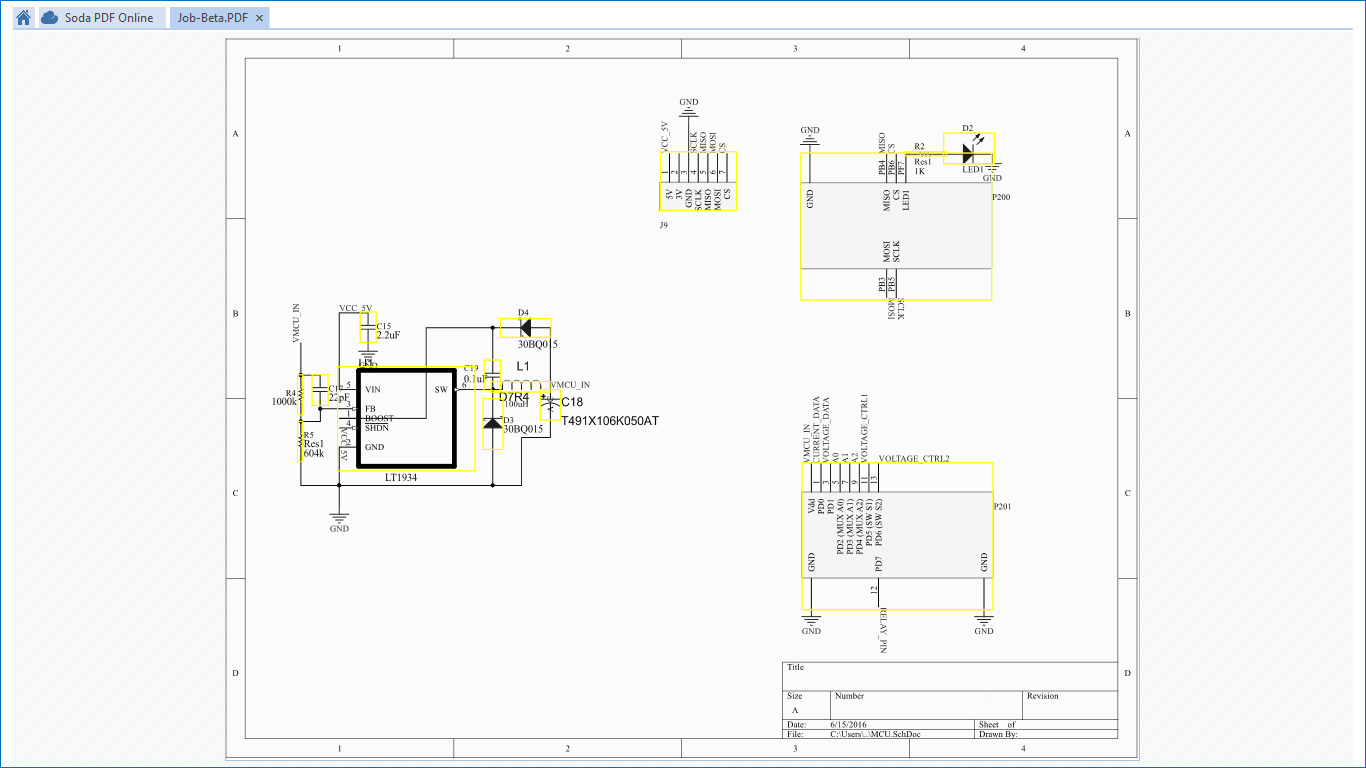 Soda PDF Online
Job-Beta.PDF ×
1 2 3 4
A A
B B
C C
D D
GND
VCC_5V
SCLK
MISO
MOSI
CS
1 2 3 4 5 6 7
5V
3V
GND
SCLK
MISO
MOSI
CS
J9
GND
MISO
CS
PB4
PB6
PF7
R2
Res1
1K
D2
LED1
GND
P200
GND
MISO
CS
LED1
MOSI
SCLK
PB3
PB5
MOSI
SCLK
VMCU_IN
VCC_5V
C15
2.2uF
D4
30BQ015
C19
0.1uF
L1
100uH
VMCU_IN
D7R4
C18
T491X106K050AT
D3
30BQ015
R4
1000k
22pF
R5
Res1
604k
5 VIN
SW 6
3 FB
BOOST
SHDN
GND
LT1934
GND
VMCU_IN
CURRENT_DATA
VOLTAGE_DATA
A0
A1
A2
VOLTAGE_CTRL1
VOLTAGE_CTRL2
1 3 5 7 9 11 13
P201
Vdd
PD0
PD1
PD2 (MUX A0)
PD3 (MUX A1)
PD4 (MUX A2)
PD5 (SW S1)
PD6 (SW S2)
GND
PD7
GND
12
RELAY_PIN
GND
GND
Title
Size Number Revision
A
Date: 6/15/2016 Sheet of
File: C:\Users\..\MCU.SchDoc Drawn By:
1 2 3 4